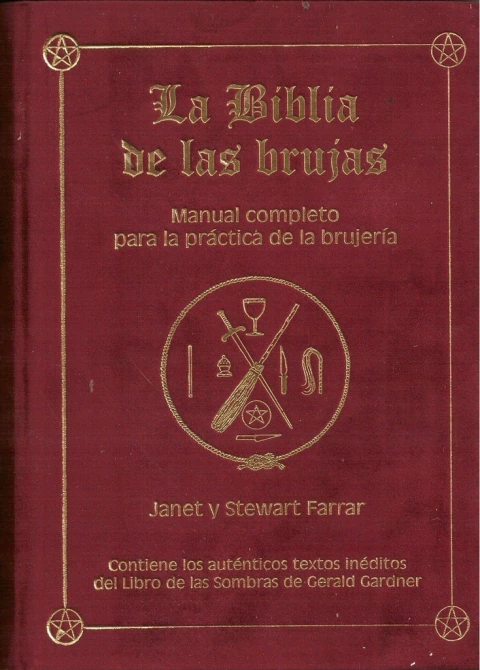 La Biblia
de las brujas
Manual completo
para la práctica de la brujería
Janet y Stewart Farrar
Contiene los auténticos textos inéditos
del Libro de las Sombras de Gerald Gardner